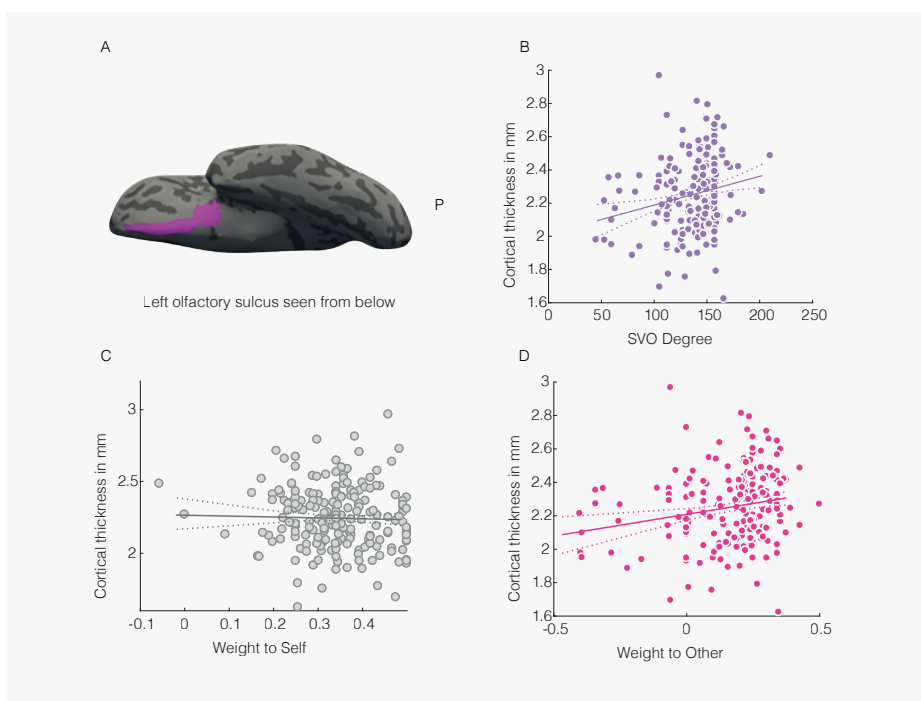 A
P
Left olfactory sulcus seen from below
B
Cortical thickness in mm
3
2.8
2.6
2.4
2.2
2
1.8
1.6
0
50
100
150
200
250
SVO Degree
C
Cortical thickness in mm
3
2.5
2
-0.1
0
0.1
0.2
0.3
0.4
Weight to Self
D
Cortical thickness in mm
3
2.8
2.6
2.4
2.2
2
1.8
1.6
-0.5
0
0.5
Weight to Other